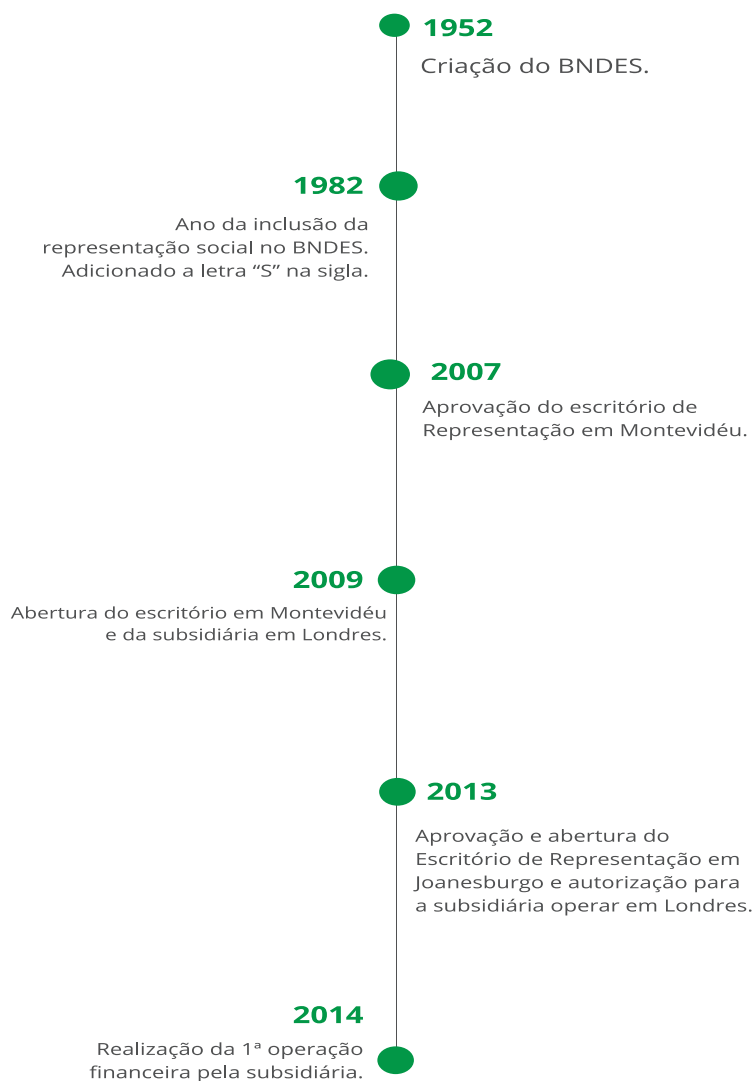 1952
Criação do BNDES.
1982
Ano da inclusão da
representação social no BNDES.
Adicionado a letra “S” na sigla.
2007
Aprovação do escritório de
Representação em Montevidéu.
2009
Abertura do escritório em Montevidéu
e da subsidiária em Londres.
2013
Aprovação e abertura do
Escritório de Representação em
Joanesburgo e autorização para
a subsidiária operar em Londres.
2014
Realização da 1ª operação
financeira pela subsidiária.